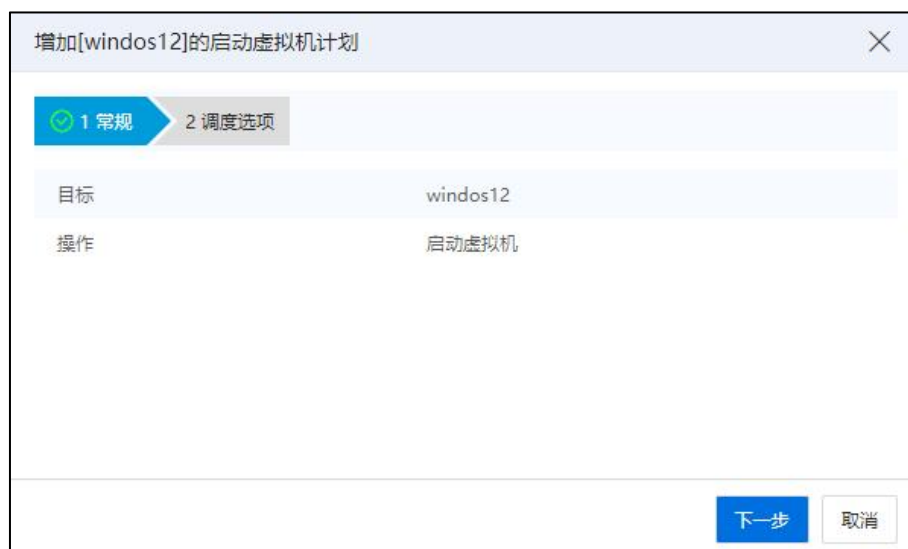 增加[windos12]的启动虚拟机计划
1 常规 2 调度选项
目标 windos12
操作 启动虚拟机
下一步 取消